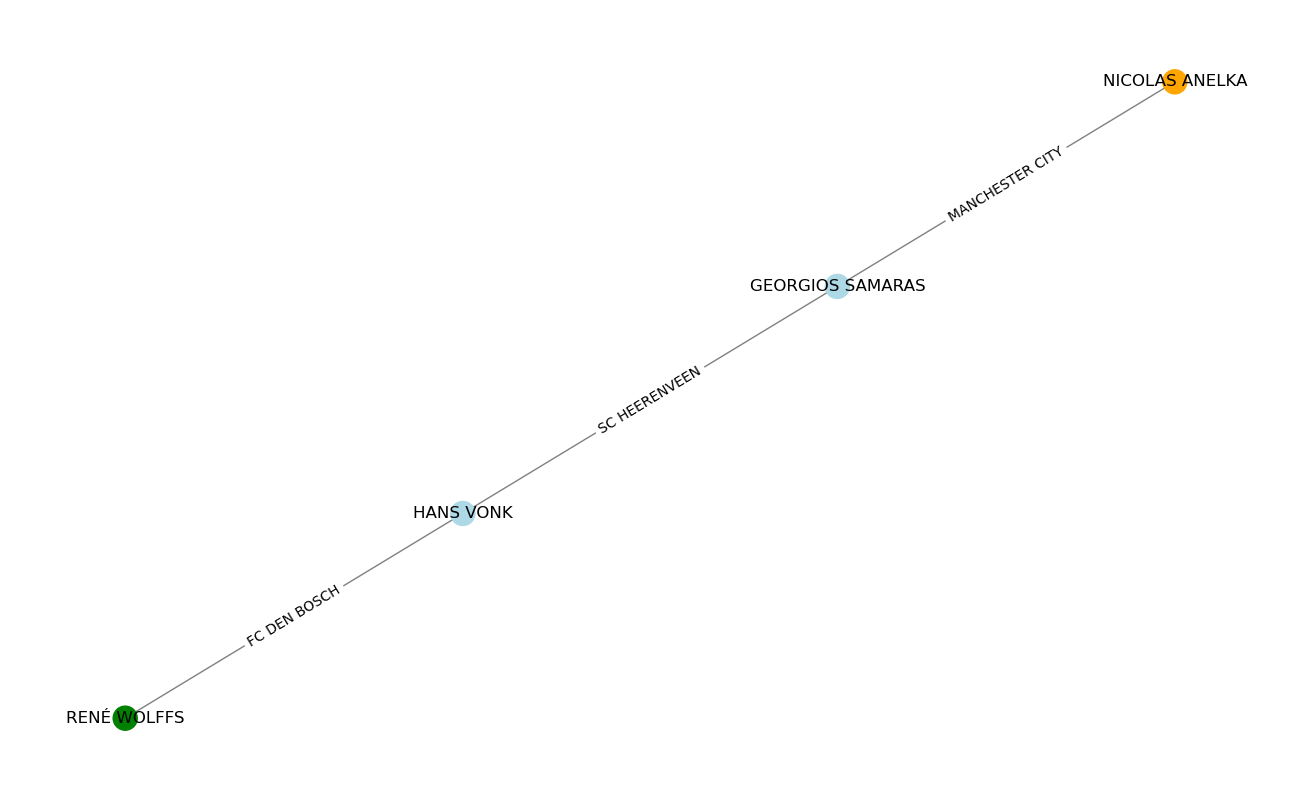 NICOLAS ANELKA
MANCHESTER CITY
GEORGIOS SAMARAS
SC HEERENVEEN
HANS VONK
FC DEN BOSCH
RENÉ WOLFFS